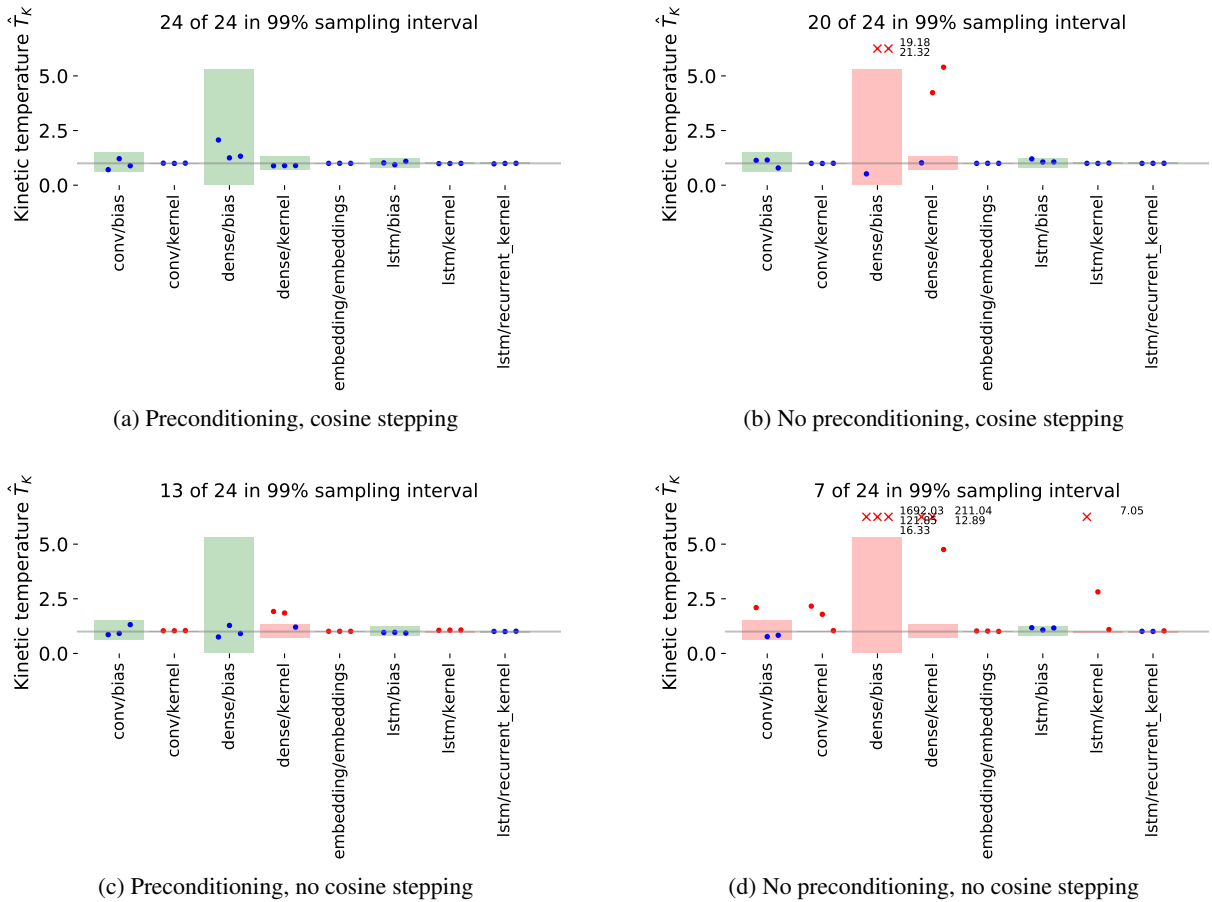 24 of 24 in 99% sampling interval
Kinetic temperature T̂_K
5.0
2.5
0.0
conv/bias
conv/kernel
dense/bias
dense/kernel
embedding/embeddings
lstm/bias
lstm/kernel
lstm/recurrent_kernel
(a) Preconditioning, cosine stepping
20 of 24 in 99% sampling interval
Kinetic temperature T̂_K
19.18
21.32
5.0
2.5
0.0
conv/bias
conv/kernel
dense/bias
dense/kernel
embedding/embeddings
lstm/bias
lstm/kernel
lstm/recurrent_kernel
(b) No preconditioning, cosine stepping
13 of 24 in 99% sampling interval
Kinetic temperature T̂_K
5.0
2.5
0.0
conv/bias
conv/kernel
dense/bias
dense/kernel
embedding/embeddings
lstm/bias
lstm/kernel
lstm/recurrent_kernel
(c) Preconditioning, no cosine stepping
7 of 24 in 99% sampling interval
Kinetic temperature T̂_K
1692.03
121.85
16.33
211.04
12.89
7.05
5.0
2.5
0.0
conv/bias
conv/kernel
dense/bias
dense/kernel
embedding/embeddings
lstm/bias
lstm/kernel
lstm/recurrent_kernel
(d) No preconditioning, no cosine stepping